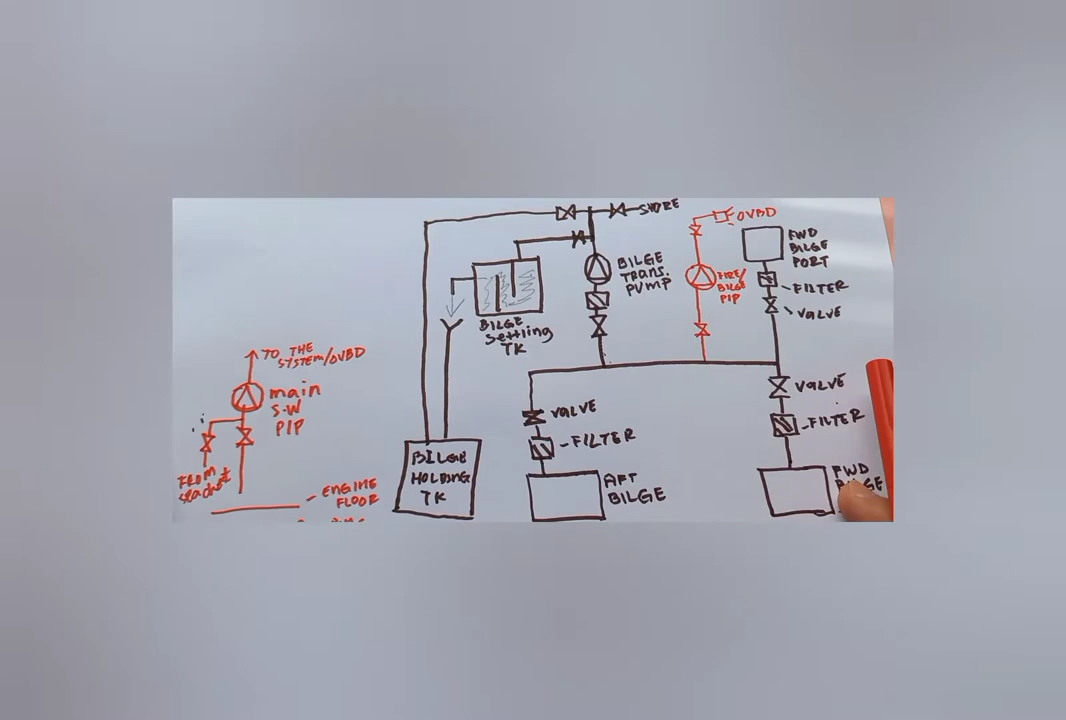 SHORE
OVBD
FWD
BILGE
PORT
BILGE
TRANS.
PUMP
FIRE/
BILGE
P/P
-FILTER
VALVE
BILGE
Settling
TK
TO THE
SYSTEM/OVBD
main
S.W
P/P
FROM
VALVE
-FILTER
VALVE
-FILTER
BILGE
HOLDING
TK
AFT
BILGE
FWD
BILGE
- ENGINE
FLOOR